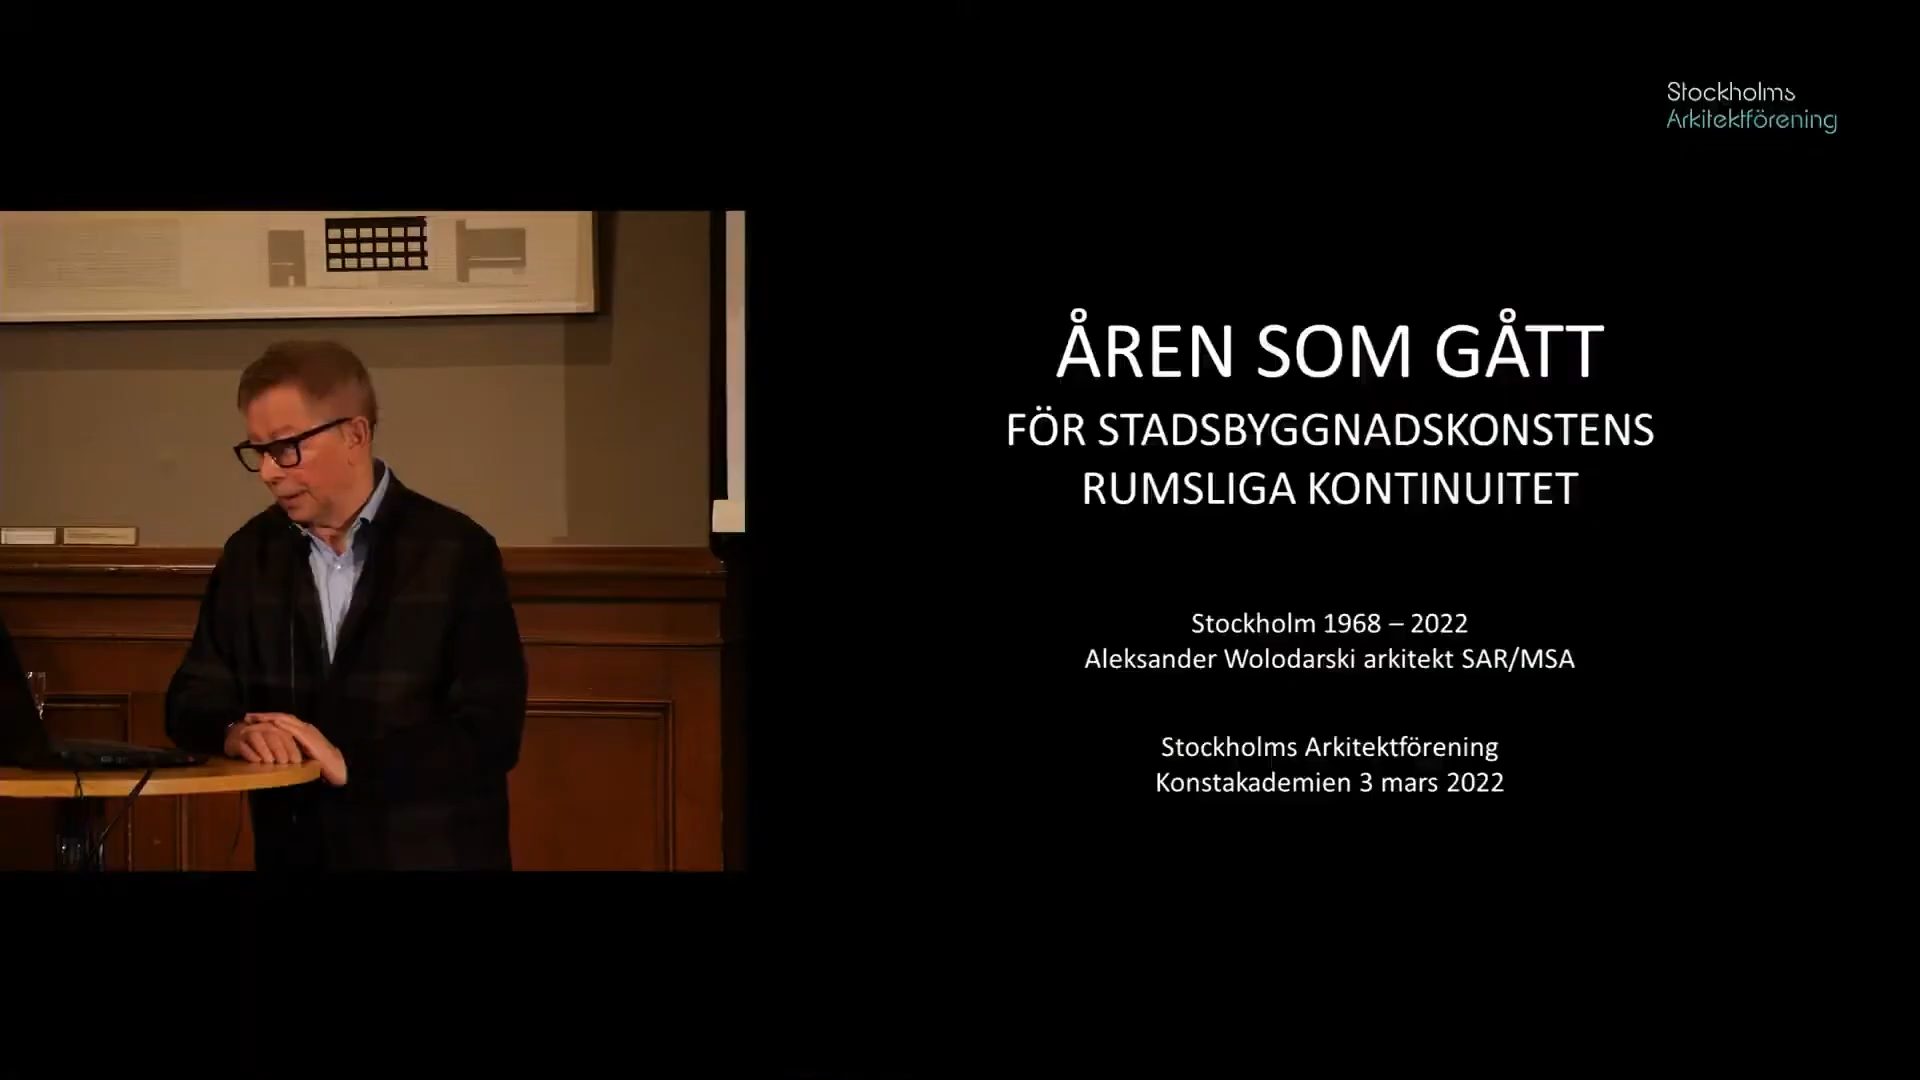 Stockholms
Arkitektförening
ÅREN SOM GÅTT
FÖR STADSBYGGNADSKONSTENS
RUMSLIGA KONTINUITET
Stockholm 1968 – 2022
Aleksander Wolodarski arkitekt SAR/MSA
Stockholms Arkitektförening
Konstakademien 3 mars 2022